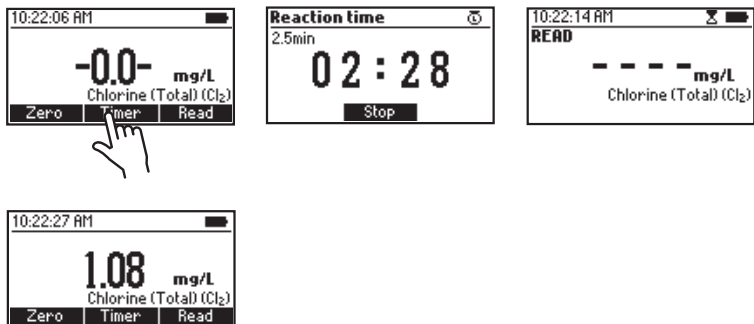 10:22:06 AM
-0.0- mg/L
Chlorine (Total) (Cl₂)
Zero Timer Read
Reaction time
2.5min
02:28
Stop
10:22:14 AM
READ
- - - - mg/L
Chlorine (Total) (Cl₂)
10:22:27 AM
1.08 mg/L
Chlorine (Total) (Cl₂)
Zero Timer Read